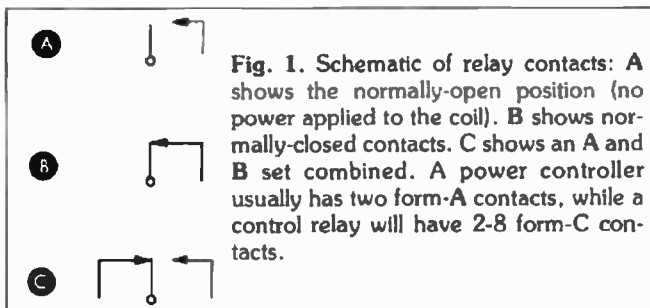 A
B
C
Fig. 1. Schematic of relay contacts: A
shows the normally-open position (no
power applied to the coil). B shows nor-
mally-closed contacts. C shows an A and
B set combined. A power controller
usually has two form-A contacts, while a
control relay will have 2-8 form-C con-
tacts.